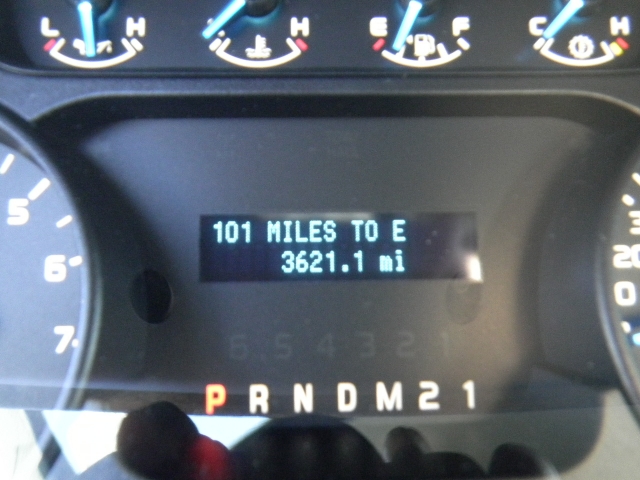 L H
H
E F
C H
5
6
7
101 MILES TO E
3621.1 mi
6 5 4 3 2 1
P R N D M 2 1
20
0